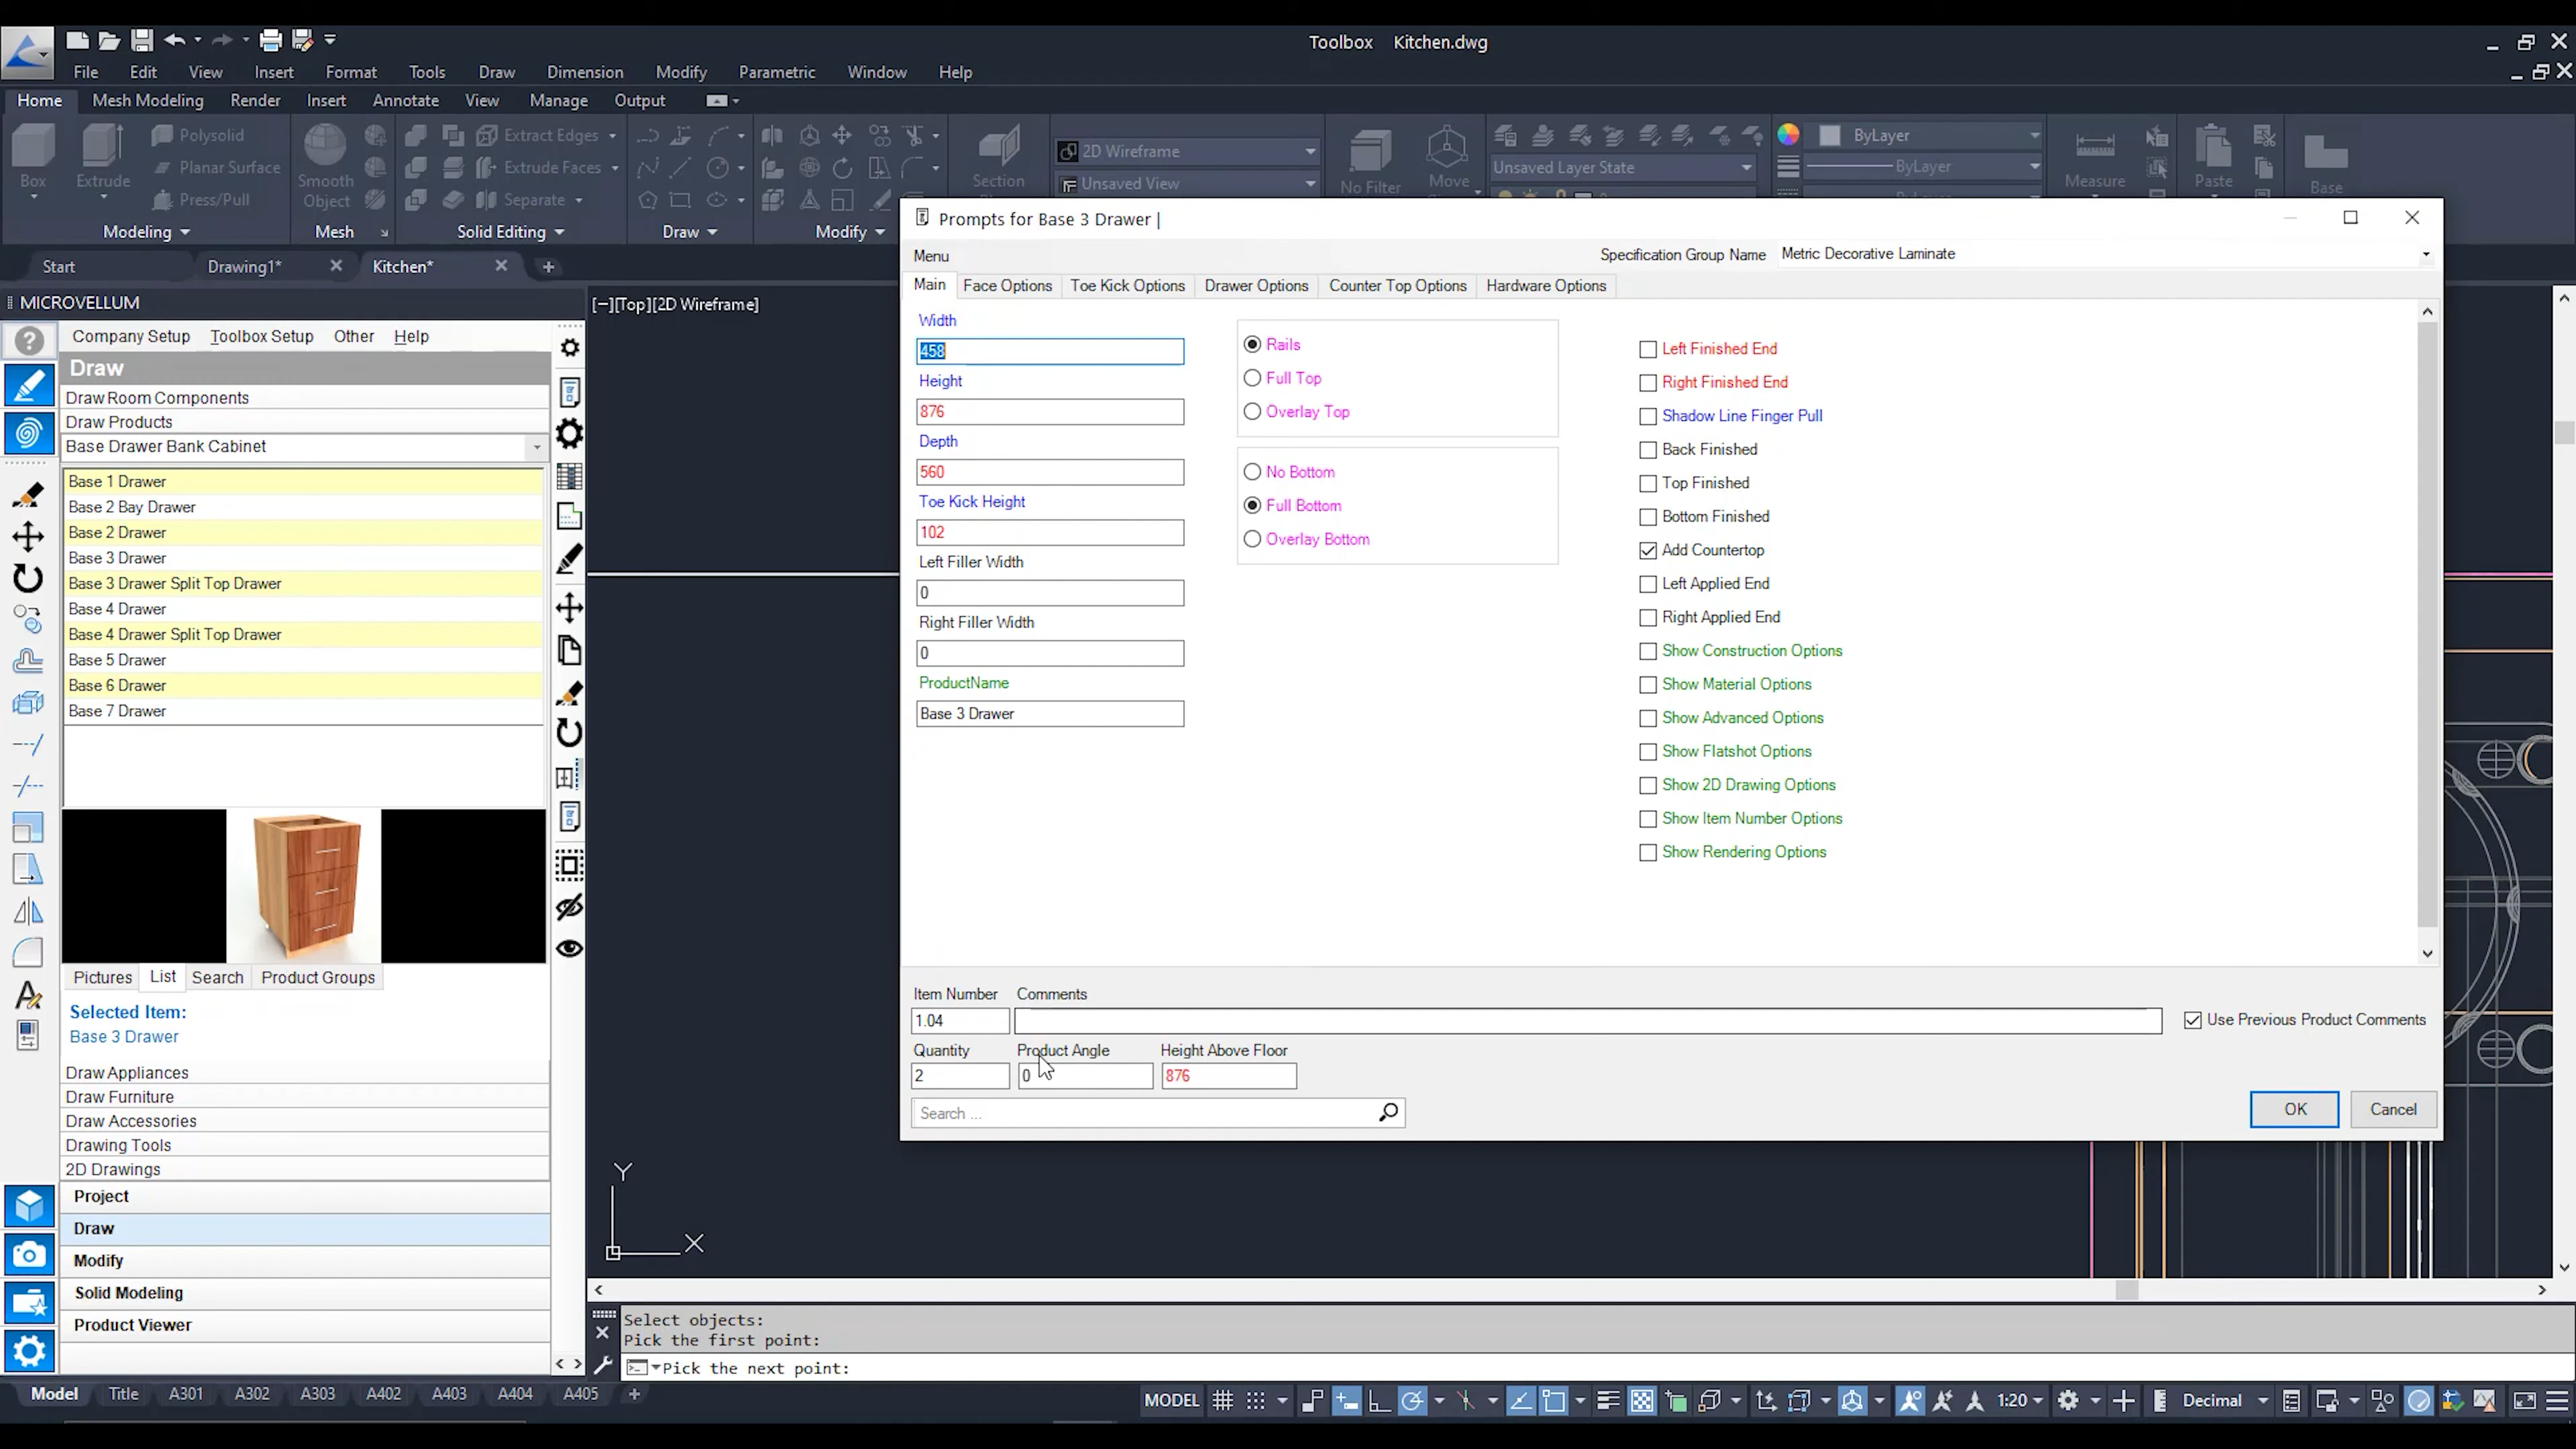 Toolbox Kitchen.dwg
File Edit View Insert Format Tools Draw Dimension Modify Parametric Window Help
Home Mesh Modeling Render Insert Annotate View Manage Output
Box
Extrude
Polysolid
Planar Surface
Press/Pull
Smooth Object
Extract Edges
Extrude Faces
Separate
Section
2D Wireframe
Unsaved View
No Filter
Move
Unsaved Layer State
ByLayer
ByLayer
Measure
Paste
Base
Modeling Mesh Solid Editing Draw Modify
Start Drawing1* Kitchen*
MICROVELLUM
Company Setup Toolbox Setup Other Help
Draw
Draw Room Components
Draw Products
Base Drawer Bank Cabinet
Base 1 Drawer
Base 2 Bay Drawer
Base 2 Drawer
Base 3 Drawer
Base 3 Drawer Split Top Drawer
Base 4 Drawer
Base 4 Drawer Split Top Drawer
Base 5 Drawer
Base 6 Drawer
Base 7 Drawer
Pictures List Search Product Groups
Selected Item:
Base 3 Drawer
Draw Appliances
Draw Furniture
Draw Accessories
Drawing Tools
2D Drawings
Project
Draw
Modify
Solid Modeling
Product Viewer
[−][Top][2D Wireframe]
Prompts for Base 3 Drawer |
Menu
Specification Group Name Metric Decorative Laminate
Main Face Options Toe Kick Options Drawer Options Counter Top Options Hardware Options
Width
458
Height
876
Depth
560
Toe Kick Height
102
Left Filler Width
0
Right Filler Width
0
ProductName
Base 3 Drawer
Rails
Full Top
Overlay Top
No Bottom
Full Bottom
Overlay Bottom
Left Finished End
Right Finished End
Shadow Line Finger Pull
Back Finished
Top Finished
Bottom Finished
Add Countertop
Left Applied End
Right Applied End
Show Construction Options
Show Material Options
Show Advanced Options
Show Flatshot Options
Show 2D Drawing Options
Show Item Number Options
Show Rendering Options
Item Number Comments
1.04
Use Previous Product Comments
Quantity Product Angle Height Above Floor
2 0 876
Search ...
OK Cancel
Y
X
Select objects:
Pick the first point:
Pick the next point:
Model Title A301 A302 A303 A402 A403 A404 A405
MODEL 1:20 Decimal